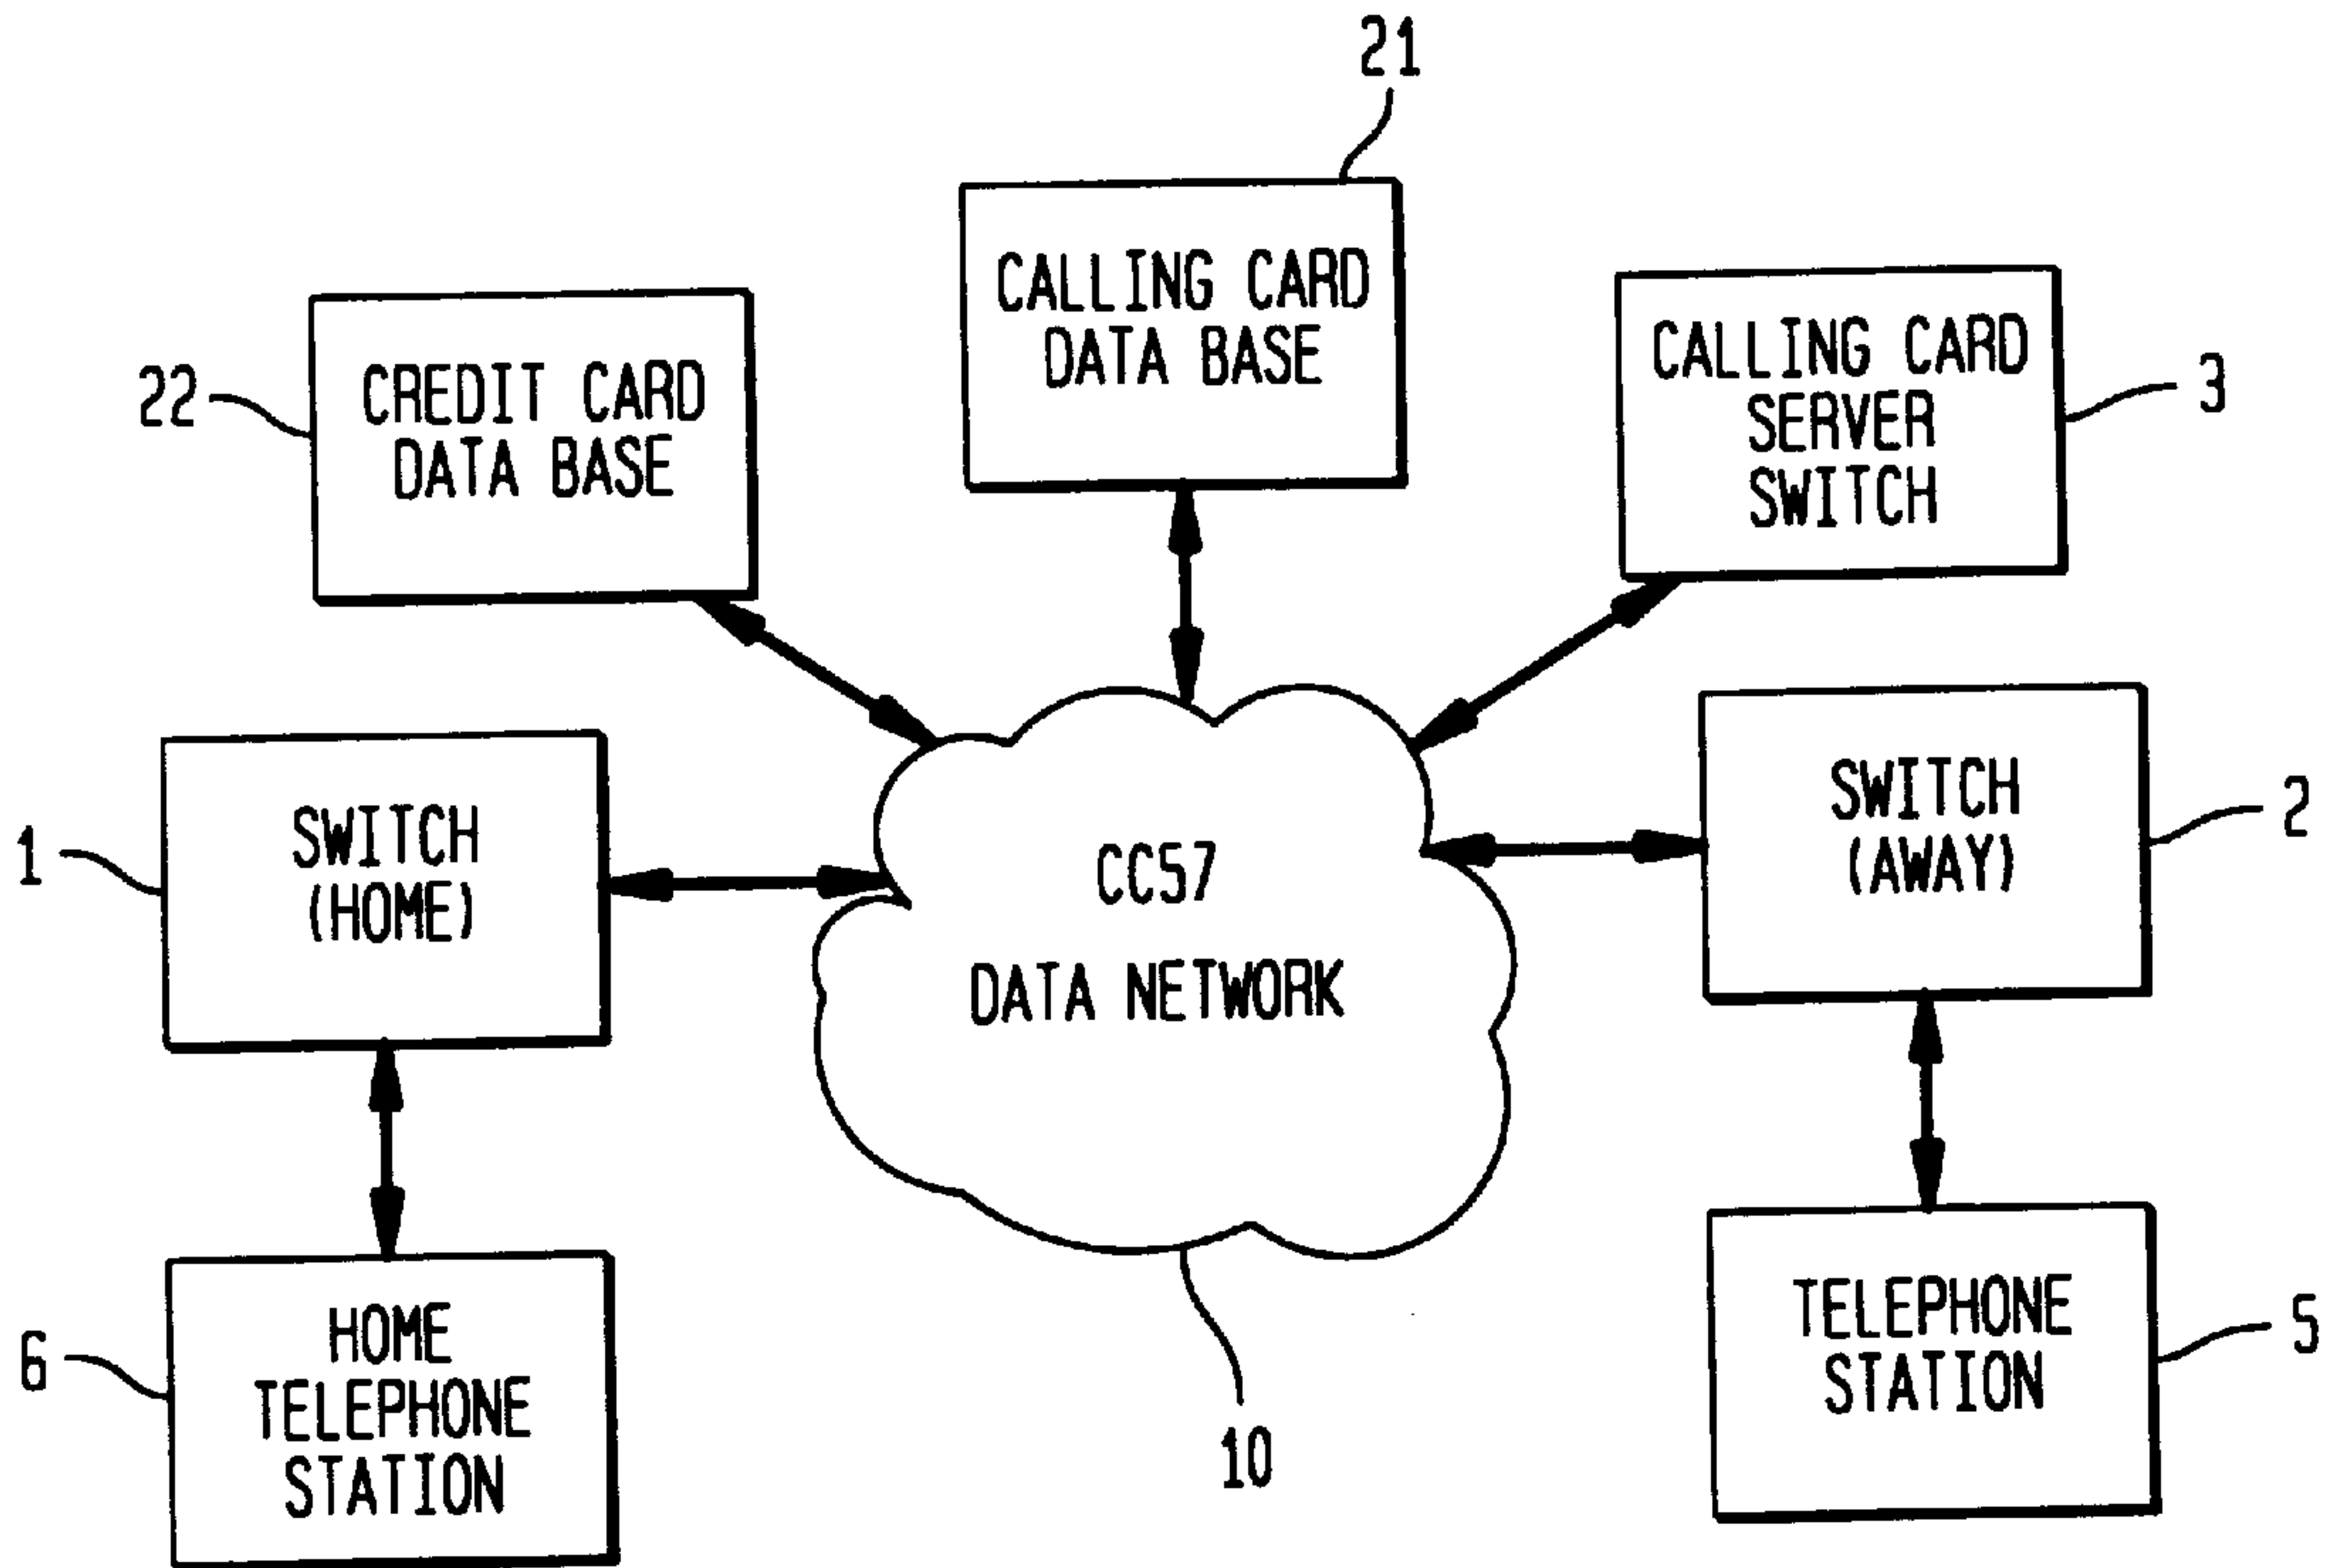 21
CALLING CARD
DATA BASE
22
CREDIT CARD
DATA BASE
CALLING CARD
SERVER
SWITCH
3
1
SWITCH
(HOME)
CC57
DATA NETWORK
SWITCH
(AWAY)
2
6
HOME
TELEPHONE
STATION
10
TELEPHONE
STATION
5